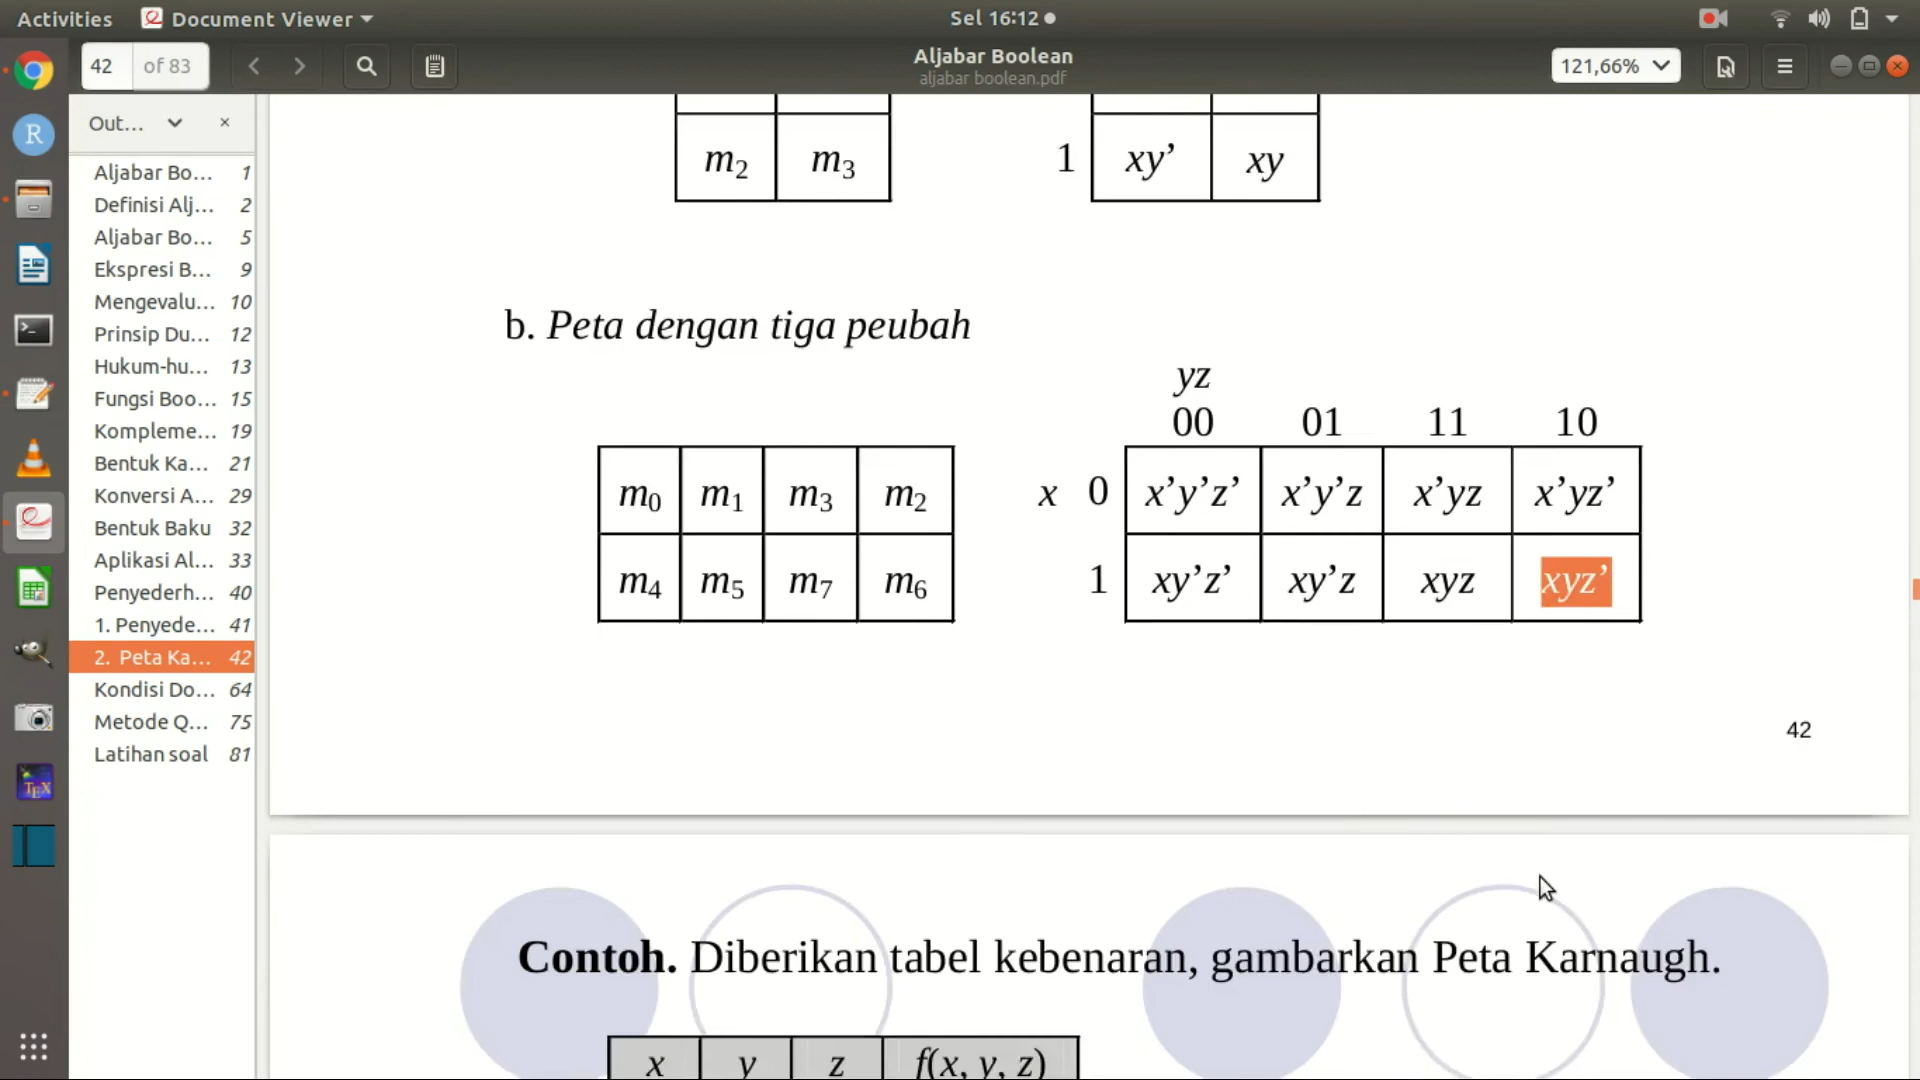 Activities Document Viewer Sel 16:12
42 of 83 Aljabar Boolean 121,66%
aljabar boolean.pdf
Out...
Aljabar Bo... 1
Definisi Alj... 2
Aljabar Bo... 5
Ekspresi B... 9
Mengevalu... 10
Prinsip Du... 12
Hukum-hu... 13
Fungsi Boo... 15
Kompleme... 19
Bentuk Ka... 21
Konversi A... 29
Bentuk Baku 32
Aplikasi Al... 33
Penyederh... 40
1. Penyede... 41
2. Peta Ka... 42
Kondisi Do... 64
Metode Q... 75
Latihan soal 81
m2 m3 1 xy’ xy
b. Peta dengan tiga peubah
yz
00 01 11 10
m0 m1 m3 m2 x 0 x’y’z’ x’y’z x’yz x’yz’
m4 m5 m7 m6 1 xy’z’ xy’z xyz xyz’
42
Contoh. Diberikan tabel kebenaran, gambarkan Peta Karnaugh.
x y z f(x, y, z)
R
TEX